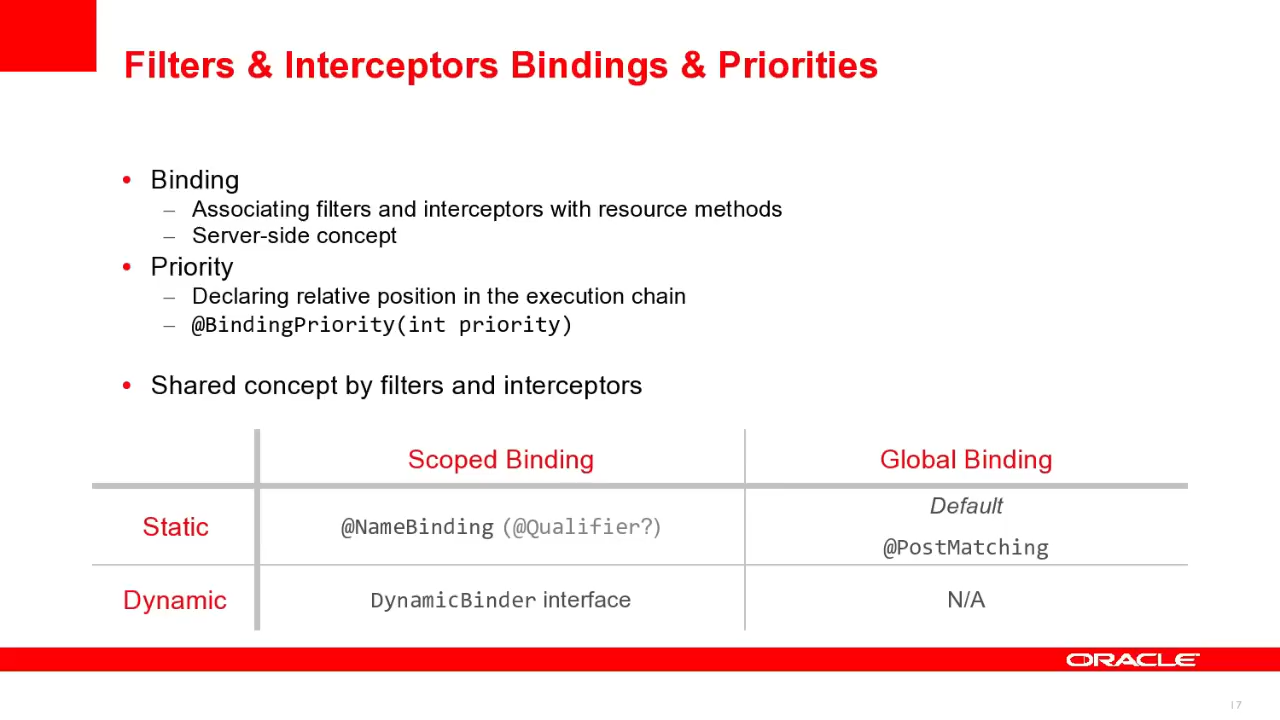 Filters & Interceptors Bindings & Priorities
• Binding
– Associating filters and interceptors with resource methods
– Server-side concept
• Priority
– Declaring relative position in the execution chain
– @BindingPriority(int priority)
• Shared concept by filters and interceptors
Scoped Binding Global Binding
Static @NameBinding (@Qualifier?) Default
@PostMatching
Dynamic DynamicBinder interface N/A
ORACLE
17